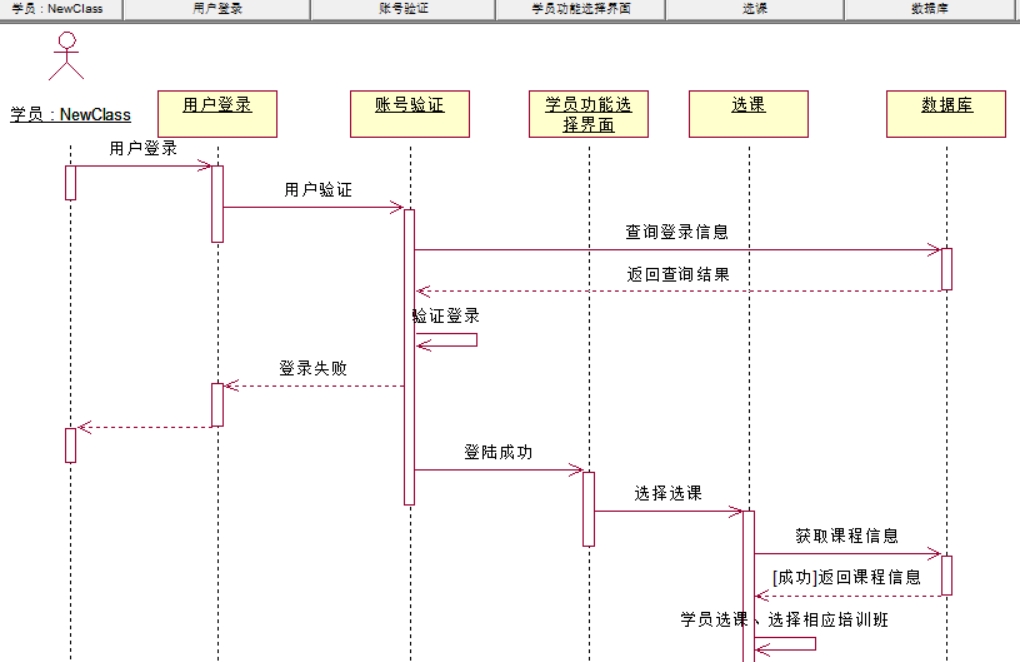 学员：NewClass 用户登录 账号验证 学员功能选择界面 选课 数据库
学员：NewClass
用户登录
账号验证
学员功能选
择界面
选课
数据库
用户登录
用户验证
查询登录信息
返回查询结果
验证登录
登录失败
登陆成功
选择选课
获取课程信息
[成功]返回课程信息
学员选课、选择相应培训班